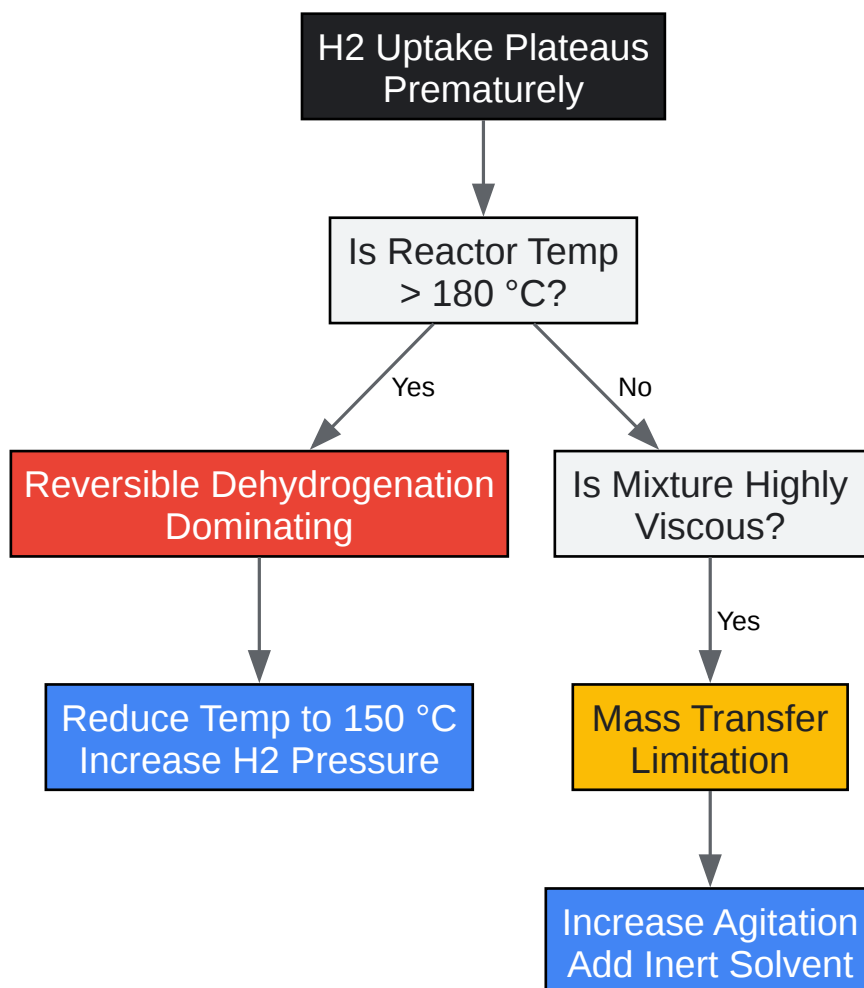 H2 Uptake Plateaus
Prematurely
Is Reactor Temp
> 180 °C?
Yes
No
Reversible Dehydrogenation
Dominating
Is Mixture Highly
Viscous?
Yes
Reduce Temp to 150 °C
Increase H2 Pressure
Mass Transfer
Limitation
Increase Agitation
Add Inert Solvent